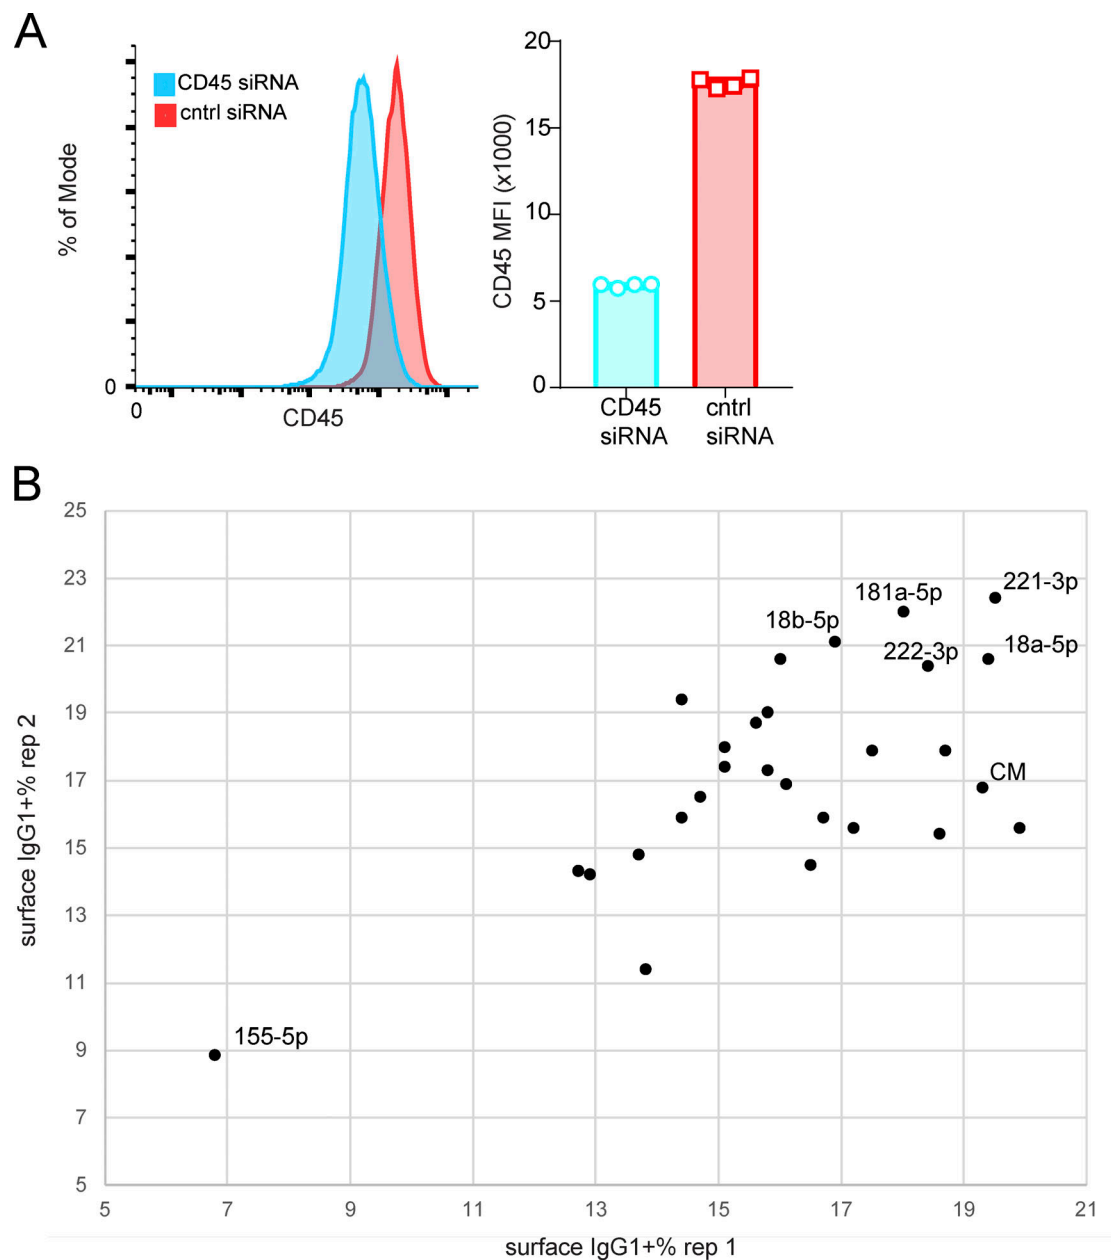 A
CD45 siRNA
cntrl siRNA
% of Mode
0
0
CD45
CD45 MFI (x1000)
20
15
10
5
0
CD45
siRNA
cntrl
siRNA
B
surface IgG1+% rep 2
25
23
21
19
17
15
13
11
9
7
5
221-3p
181a-5p
18b-5p
222-3p
18a-5p
CM
155-5p
5 7 9 11 13 15 17 19 21
surface IgG1+% rep 1